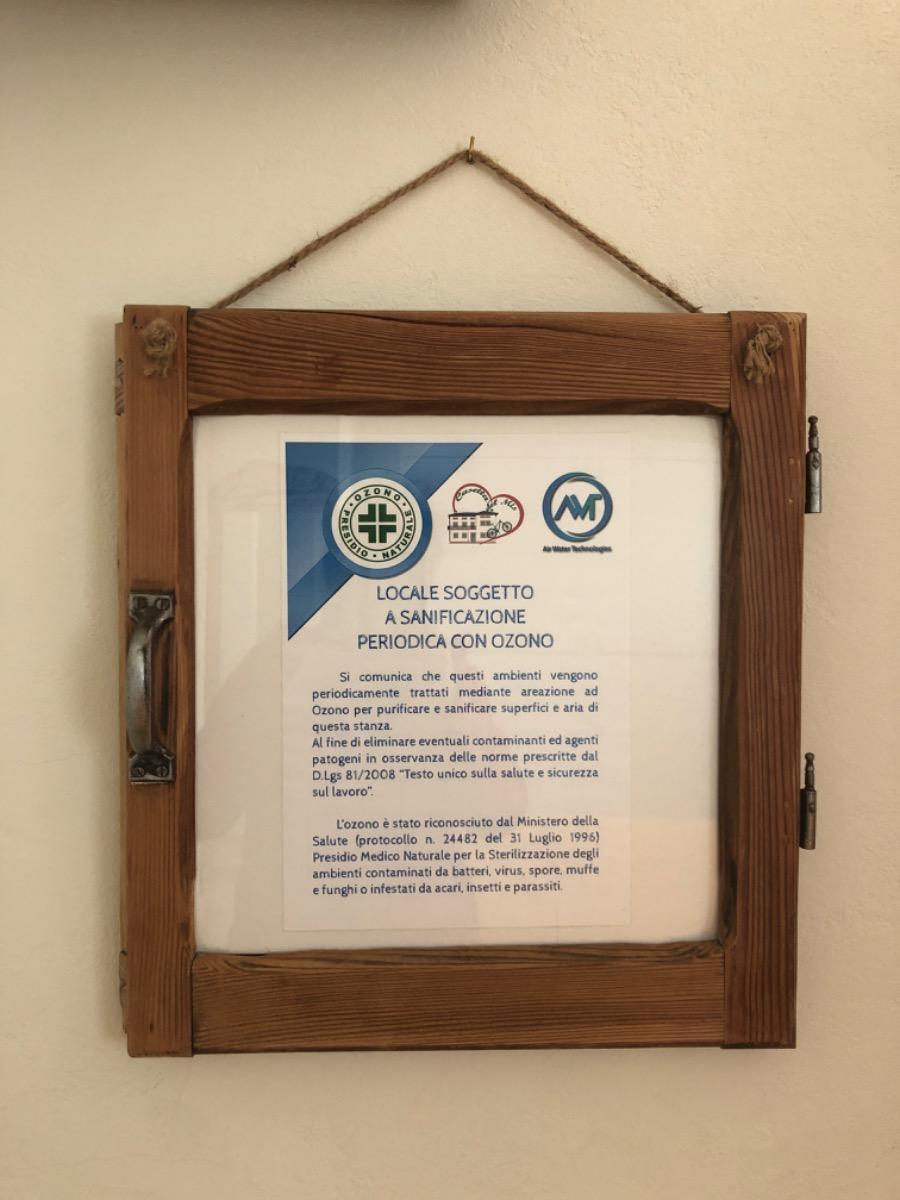 OZONO
PRESIDIO NATURALE
Casetta del Mis
AWT
Air Water Technologies
LOCALE SOGGETTO
A SANIFICAZIONE
PERIODICA CON OZONO
Si comunica che questi ambienti vengono
periodicamente trattati mediante areazione ad
Ozono per purificare e sanificare superfici e aria di
questa stanza.
Al fine di eliminare eventuali contaminanti ed agenti
patogeni in osservanza delle norme prescritte dal
D.Lgs 81/2008 "Testo unico sulla salute e sicurezza
sul lavoro".
L'ozono è stato riconosciuto dal Ministero della
Salute (protocollo n. 24482 del 31 Luglio 1996)
Presidio Medico Naturale per la Sterilizzazione degli
ambienti contaminati da batteri, virus, spore, muffe
e funghi o infestati da acari, insetti e parassiti.